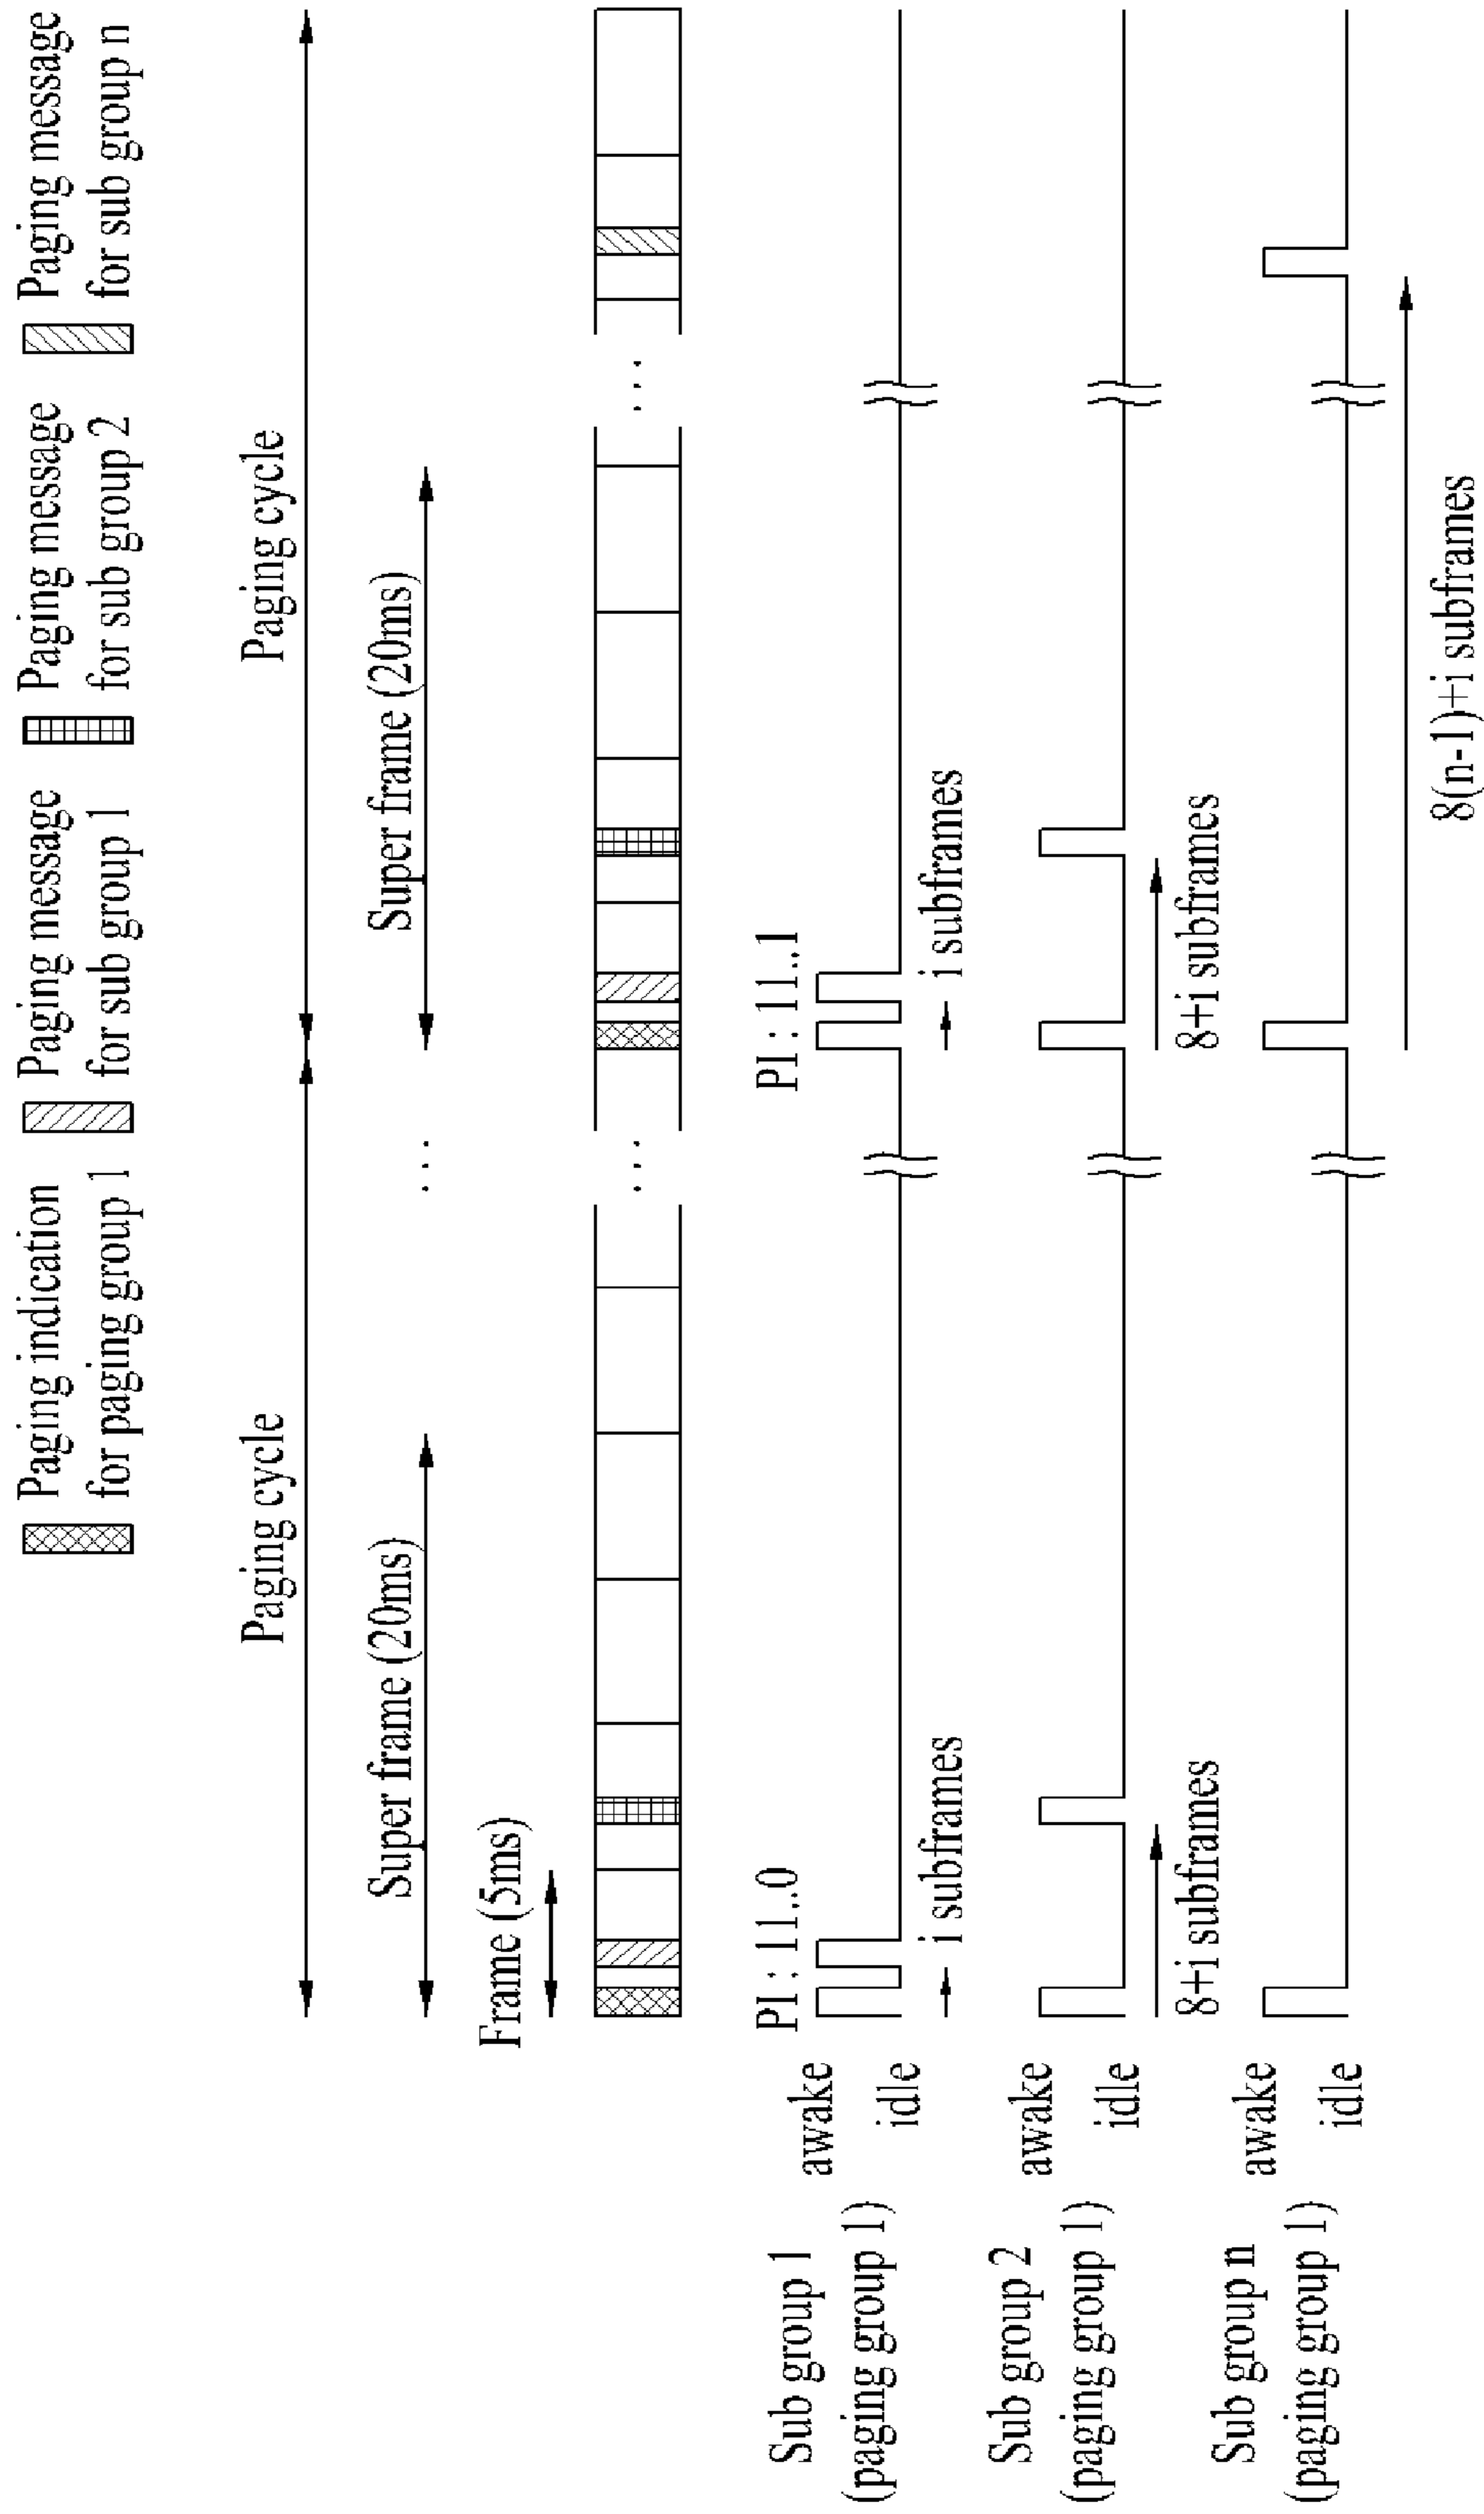 Paging indication
for paging group 1
Paging message
for sub group 1
Paging message
for sub group 2
Paging message
for sub group n
Paging cycle
Paging cycle
Super frame (20ms)
...
Super frame (20ms)
Frame (5ms)
...
...
PI : 11..0
PI : 11..1
Sub group 1
(paging group 1)
awake
idle
i subframes
i subframes
Sub group 2
(paging group 1)
awake
idle
8+i subframes
8+i subframes
Sub group n
(paging group 1)
awake
idle
8(n-1)+i subframes